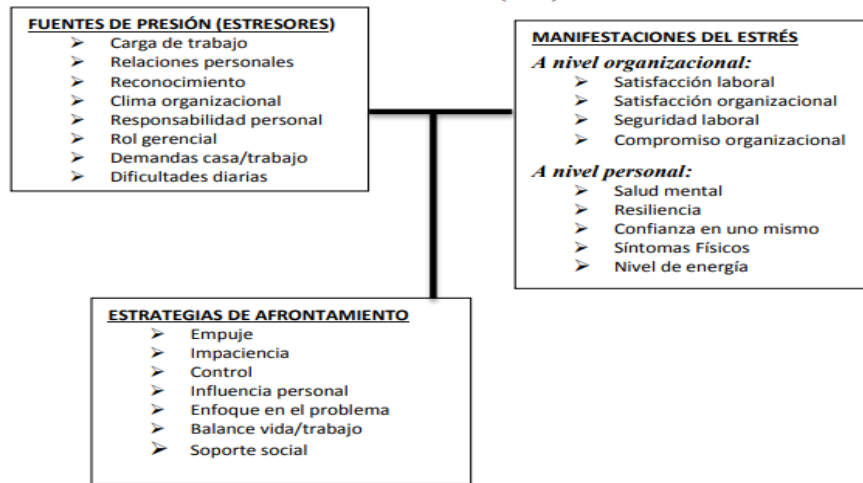 FUENTES DE PRESIÓN (ESTRESORES)
➢ Carga de trabajo
➢ Relaciones personales
➢ Reconocimiento
➢ Clima organizacional
➢ Responsabilidad personal
➢ Rol gerencial
➢ Demandas casa/trabajo
➢ Dificultades diarias
MANIFESTACIONES DEL ESTRÉS
A nivel organizacional:
➢ Satisfacción laboral
➢ Satisfacción organizacional
➢ Seguridad laboral
➢ Compromiso organizacional
A nivel personal:
➢ Salud mental
➢ Resiliencia
➢ Confianza en uno mismo
➢ Síntomas Físicos
➢ Nivel de energía
ESTRATEGIAS DE AFRONTAMIENTO
➢ Empuje
➢ Impaciencia
➢ Control
➢ Influencia personal
➢ Enfoque en el problema
➢ Balance vida/trabajo
➢ Soporte social